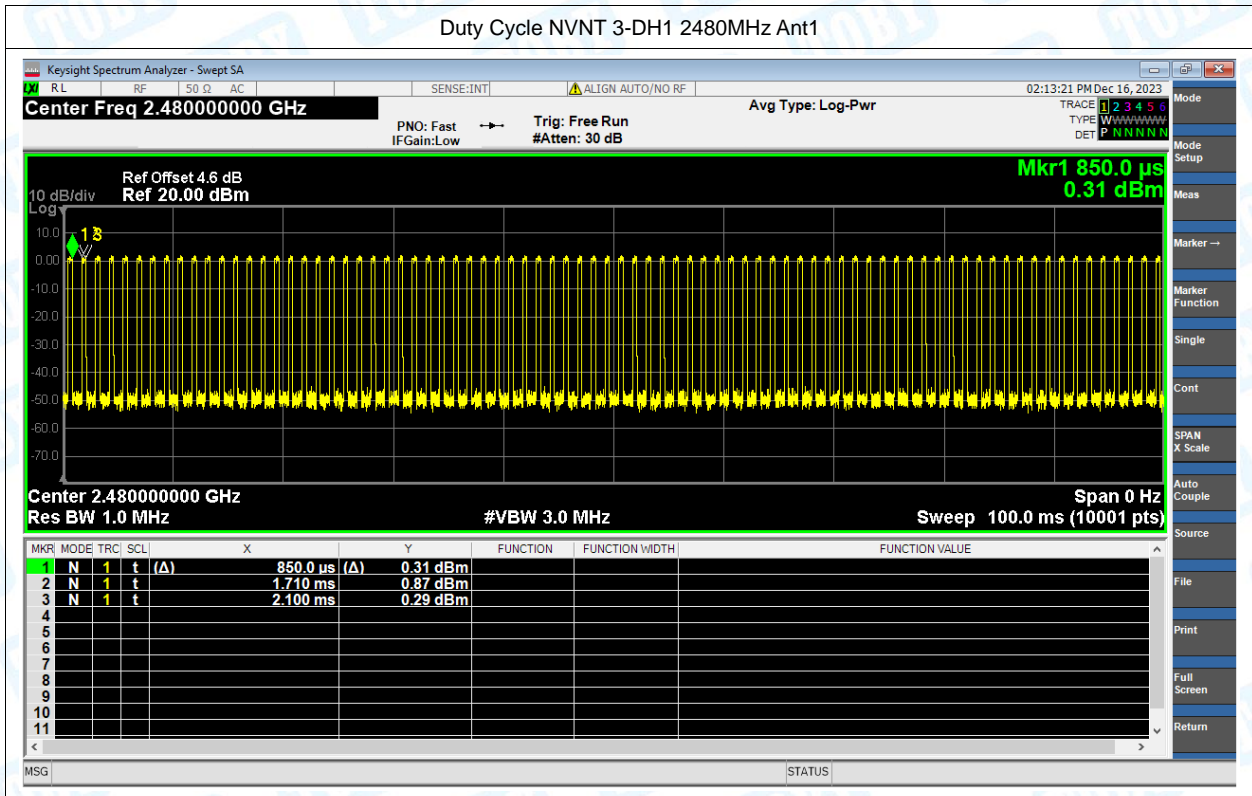 Duty Cycle NVNT 3-DH1 2480MHz Ant1
Keysight Spectrum Analyzer - Swept SA
LXI RL RF 50 Ω AC SENSE:INT ALIGN AUTO/NO RF 02:13:21 PM Dec 16, 2023
Center Freq 2.480000000 GHz
PNO: Fast
IFGain:Low
Trig: Free Run
#Atten: 30 dB
Avg Type: Log-Pwr
TRACE 1 2 3 4 5 6
TYPE WWWWWWW
DET P N N N N N
Ref Offset 4.6 dB
Ref 20.00 dBm
10 dB/div
Log
Mkr1 850.0 µs
0.31 dBm
10.0
0.00
-10.0
-20.0
-30.0
-40.0
-50.0
-60.0
-70.0
1
3
Center 2.480000000 GHz
Span 0 Hz
Res BW 1.0 MHz
#VBW 3.0 MHz
Sweep 100.0 ms (10001 pts)
MKR MODE TRC SCL X Y FUNCTION FUNCTION WIDTH FUNCTION VALUE
1 N 1 t (Δ) 850.0 µs (Δ) 0.31 dBm
2 N 1 t 1.710 ms 0.87 dBm
3 N 1 t 2.100 ms 0.29 dBm
4
5
6
7
8
9
10
11
MSG
STATUS
Mode
Mode
Setup
Meas
Marker →
Marker
Function
Single
Cont
SPAN
X Scale
Auto
Couple
Source
File
Print
Full
Screen
Return
TOBY